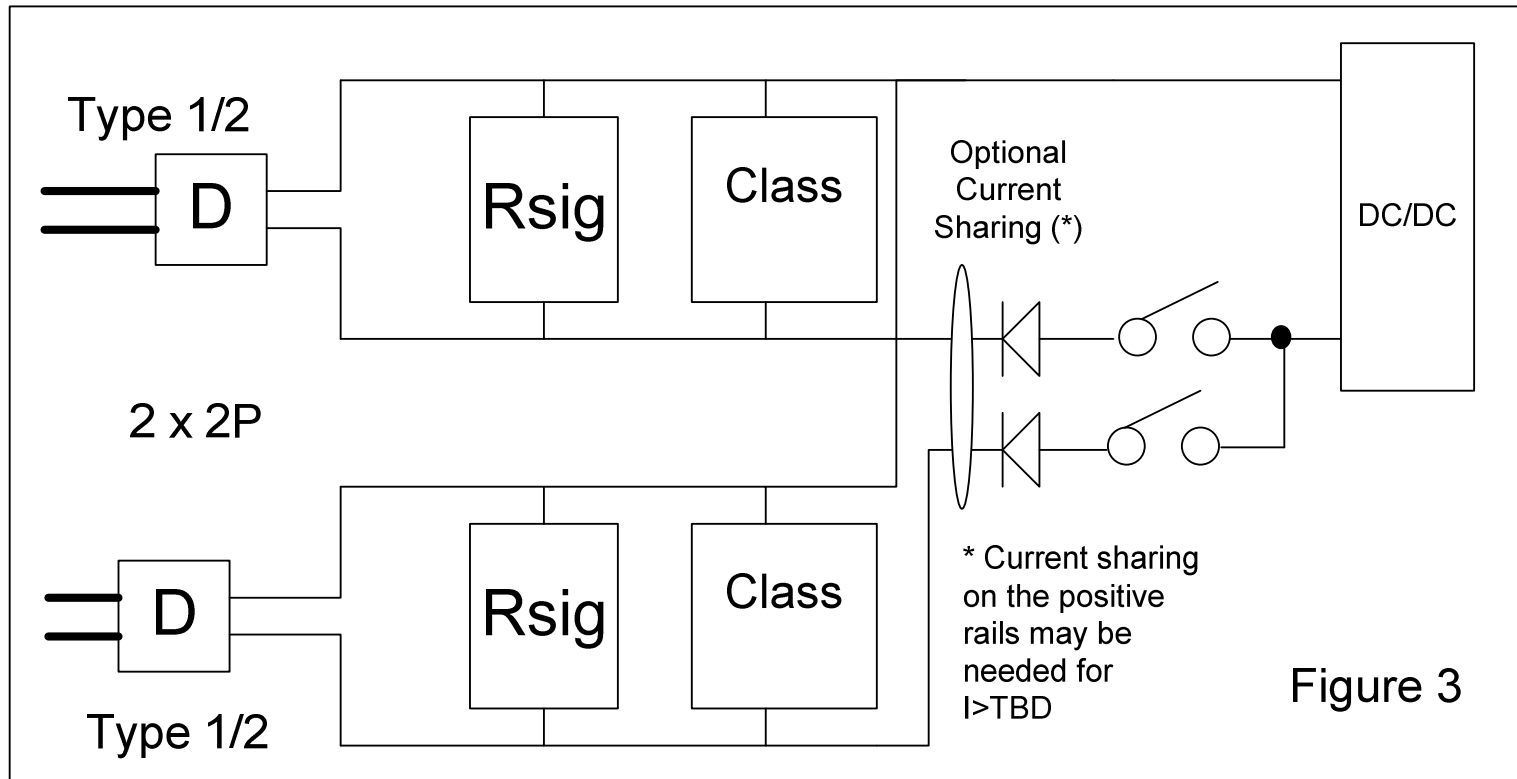 Type 1/2
D
Rsig
Class
Optional
Current
Sharing (*)
DC/DC
2 x 2P
D
Rsig
Class
Type 1/2
* Current sharing
on the positive
rails may be
needed for
I>TBD
Figure 3